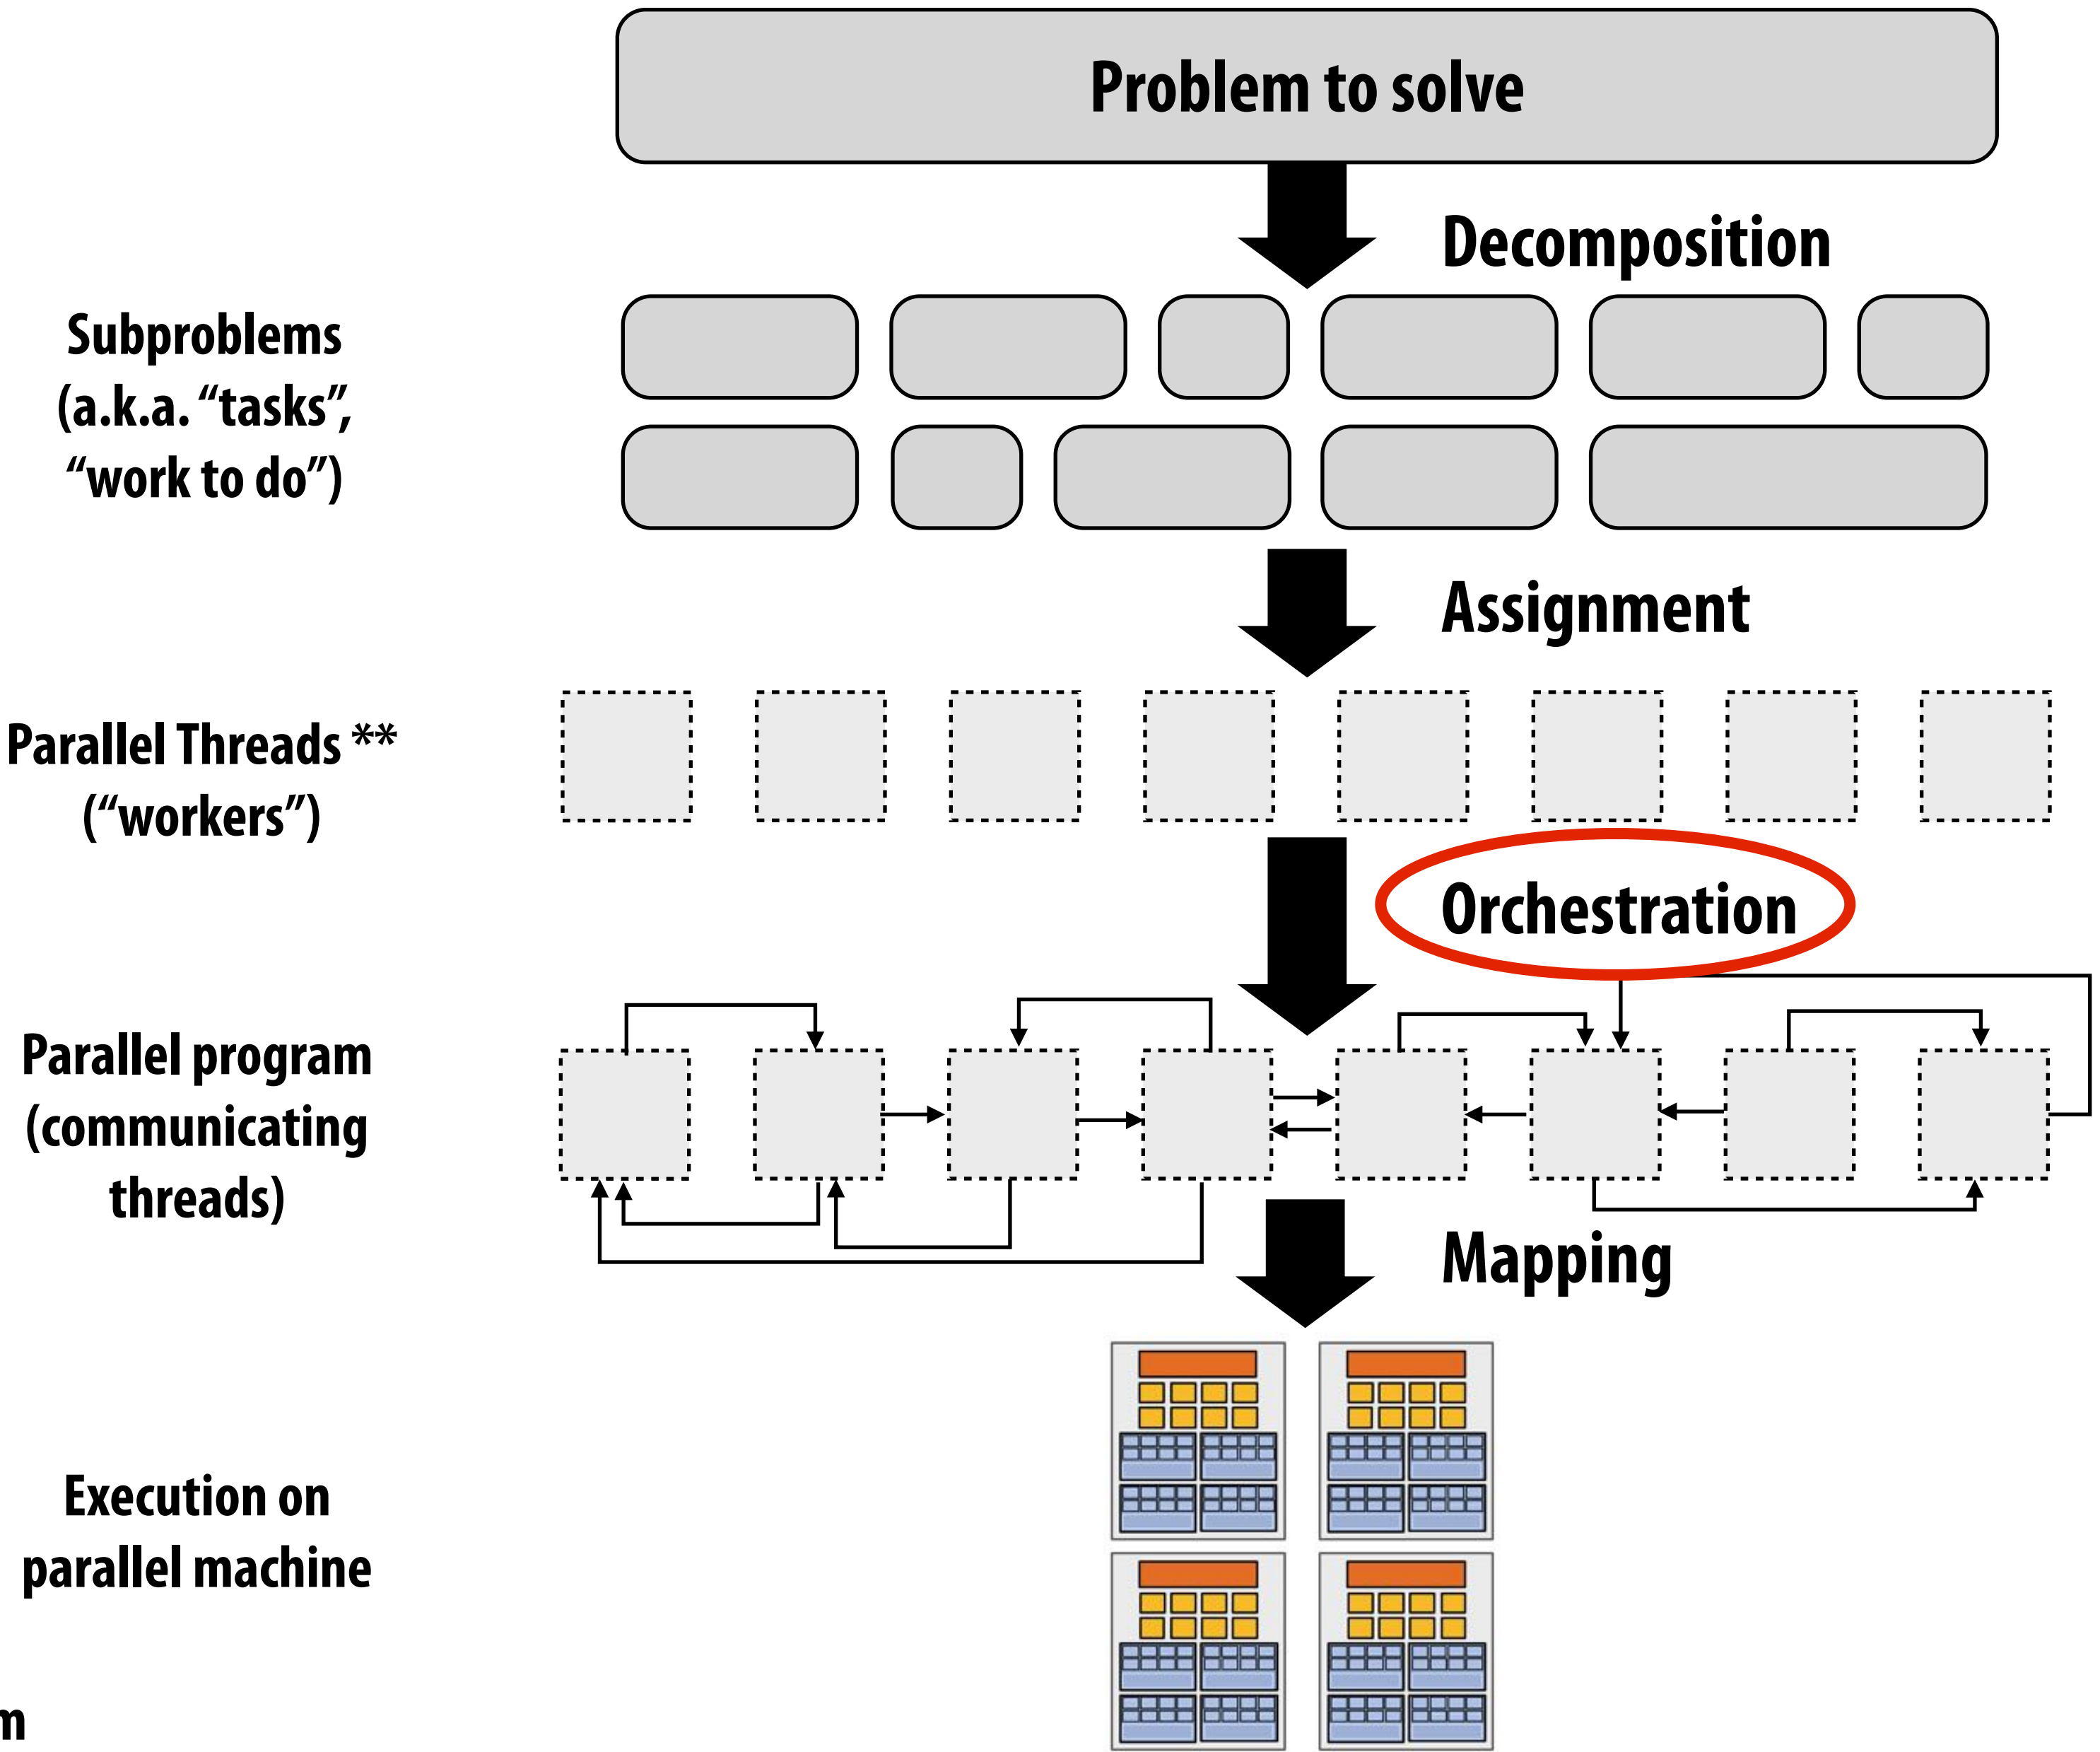 Problem to solve
Decomposition
Subproblems
(a.k.a. “tasks”,
“work to do”)
Assignment
Parallel Threads **
(“workers”)
Orchestration
Parallel program
(communicating
threads)
Mapping
Execution on
parallel machine
m